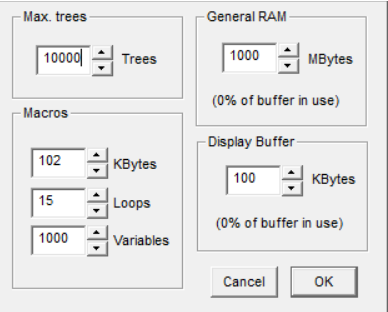 Max. trees
10000 Trees
Macros
102 KBytes
15 Loops
1000 Variables
General RAM
1000 MBytes
(0% of buffer in use)
Display Buffer
100 KBytes
(0% of buffer in use)
Cancel OK